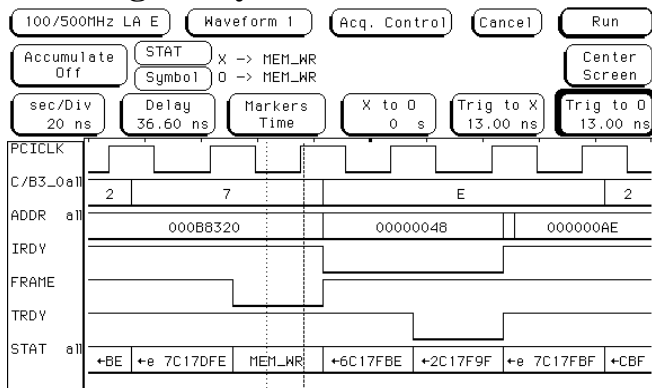 100/500MHz LA E Waveform 1 Acq. Control Cancel Run
Accumulate Off STAT X -> MEM_WR Center Screen
Symbol O -> MEM_WR
sec/Div 20 ns Delay 36.60 ns Markers Time X to O 0 s Trig to X 13.00 ns Trig to O 13.00 ns
PCICLK
C/B3_0all 2 7 E 2
ADDR all 000B8320 00000048 000000AE
IRDY
FRAME
TRDY
STAT all ←BE ←e 7C17DFE MEM_WR ←6C17FBE ←2C17F9F ←e 7C17FBF ←CBF